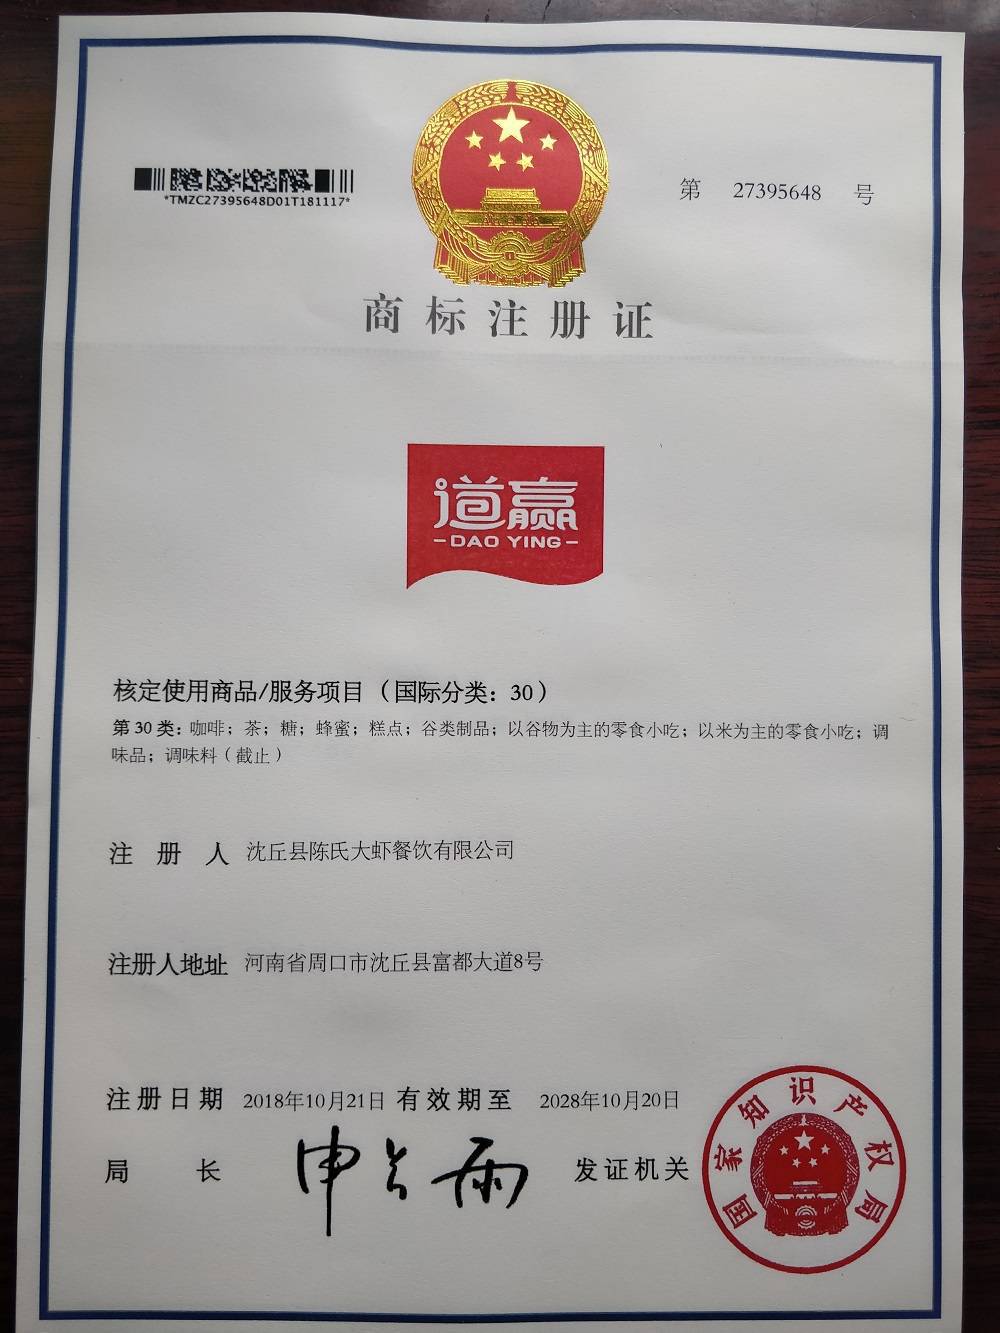 *TMZC27395648D01T181117*
第 27395648 号
商标注册证
道赢
-DAO YING-
核定使用商品/服务项目（国际分类：30）
第 30 类：咖啡；茶；糖；蜂蜜；糕点；谷类制品；以谷物为主的零食小吃；以米为主的零食小吃；调
味品；调味料（截止）
注 册 人 沈丘县陈氏大虾餐饮有限公司
注册人地址 河南省周口市沈丘县富都大道8号
注册日期 2018年10月21日 有效期至 2028年10月20日
局 长 申长雨 发证机关
国家知识产权局